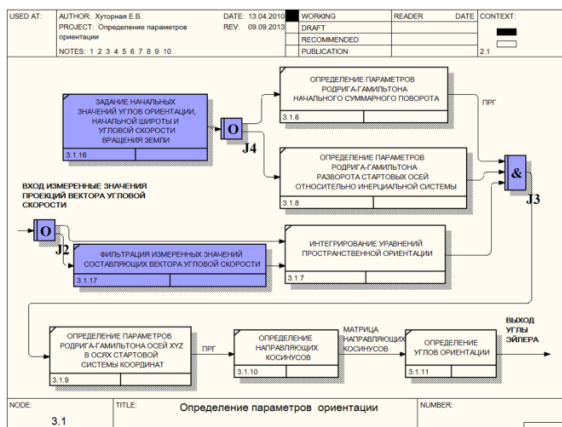 USED AT:
AUTHOR: Хуторная Е.В.
DATE: 13.04.2010
WORKING
READER
DATE
CONTEXT:
PROJECT: Определение параметров
ориентации
REV: 09.09.2013
DRAFT
RECOMMENDED
NOTES: 1 2 3 4 5 6 7 8 9 10
PUBLICATION
2.1
ЗАДАНИЕ НАЧАЛЬНЫХ
ЗНАЧЕНИЙ УГЛОВ ОРИЕНТАЦИИ,
НАЧАЛЬНОЙ ШИРОТЫ И
УГЛОВОЙ СКОРОСТИ
ВРАЩЕНИЯ ЗЕМЛИ
3.1.16
O
J4
ОПРЕДЕЛЕНИЕ ПАРАМЕТРОВ
РОДРИГА-ГАМИЛЬТОНА
НАЧАЛЬНОГО СУММАРНОГО ПОВОРОТА
3.1.6
ПРГ
ОПРЕДЕЛЕНИЕ ПАРАМЕТРОВ
РОДРИГА-ГАМИЛЬТОНА
РАЗВОРОТА СТАРТОВЫХ ОСЕЙ
ОТНОСИТЕЛЬНО ИНЕРЦИАЛЬНОЙ СИСТЕМЫ
3.1.8
&
J3
ВХОД ИЗМЕРЕННЫЕ ЗНАЧЕНИЯ
ПРОЕКЦИЙ ВЕКТОРА УГЛОВОЙ
СКОРОСТИ
O
J2
ФИЛЬТРАЦИЯ ИЗМЕРЕННЫХ ЗНАЧЕНИЙ
СОСТАВЛЯЮЩИХ ВЕКТОРА УГЛОВОЙ СКОРОСТИ
3.1.17
ИНТЕГРИРОВАНИЕ УРАВНЕНИЙ
ПРОСТРАНСТВЕННОЙ ОРИЕНТАЦИИ
3.1.7
ОПРЕДЕЛЕНИЕ ПАРАМЕТРОВ
РОДРИГА-ГАМИЛЬТОНА ОСЕЙ XYZ
В ОСЯХ СТАРТОВОЙ
СИСТЕМЫ КООРДИНАТ
3.1.9
ПРГ
ОПРЕДЕЛЕНИЕ
НАПРАВЛЯЮЩИХ
КОСИНУСОВ
3.1.10
МАТРИЦА
НАПРАВЛЯЮЩИХ
КОСИНУСОВ
ОПРЕДЕЛЕНИЕ
УГЛОВ ОРИЕНТАЦИИ
3.1.11
ВЫХОД
УГЛЫ
ЭЙЛЕРА
NODE:
3.1
TITLE:
Определение параметров ориентации
NUMBER: